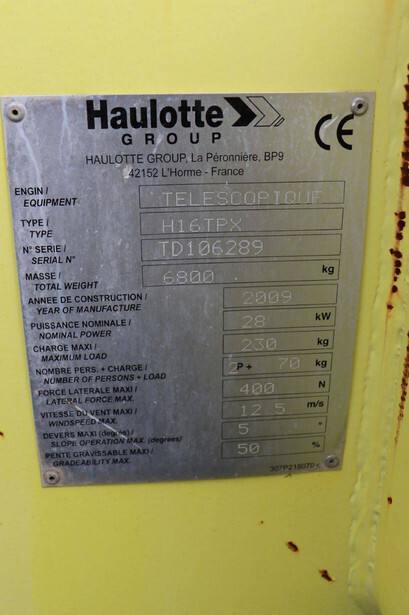 Haulotte
GROUP
CE
HAULOTTE GROUP, La Péronnière, BP9
42152 L'Horme - France
ENGIN / TELESCOPIQUE
EQUIPMENT
TYPE / H16TPX
TYPE
N° SERIE / TD106289
SERIAL N°
MASSE / 6800 kg
TOTAL WEIGHT
ANNEE DE CONSTRUCTION / 2009
YEAR OF MANUFACTURE
PUISSANCE NOMINALE / 28 kW
NOMINAL POWER
CHARGE MAXI / 230 kg
MAXIMUM LOAD
NOMBRE PERS. + CHARGE / 2P+ 70 kg
NUMBER OF PERSONS + LOAD
FORCE LATERALE MAXI / 400 N
LATERAL FORCE MAX.
VITESSE DU VENT MAXI / 12 5 m/s
WINDSPEED MAX.
DEVERS MAXI (degre) / 5 °
SLOPE OPERATION MAX. (degrees)
PENTE GRAVISSABLE MAXI / 50 %
GRADEABILITY MAX.